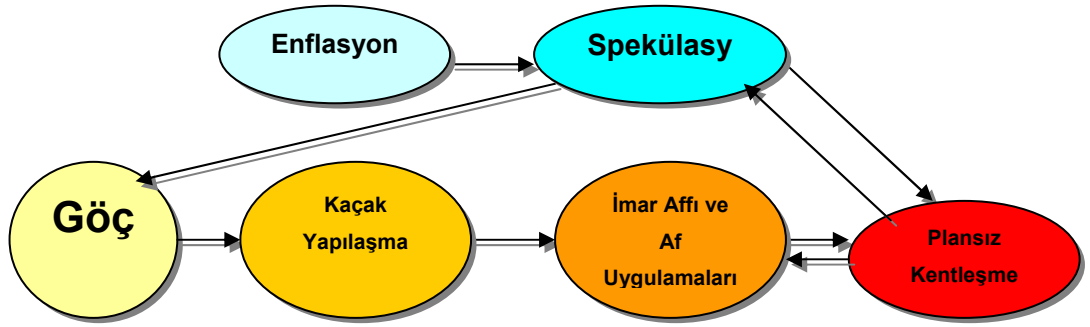 Enflasyon
Spekülasy
Göç
Kaçak
Yapılaşma
İmar Affı ve
Af
Uygulamaları
Plansız
Kentleşme